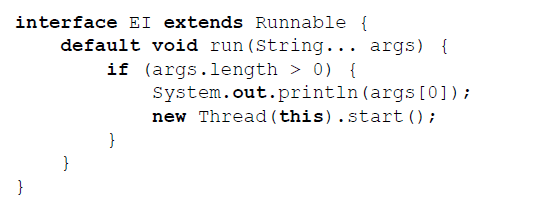 interface EI extends Runnable {
    default void run(String... args) {
        if (args.length > 0) {
            System.out.println(args[0]);
            new Thread(this).start();
        }
    }
}